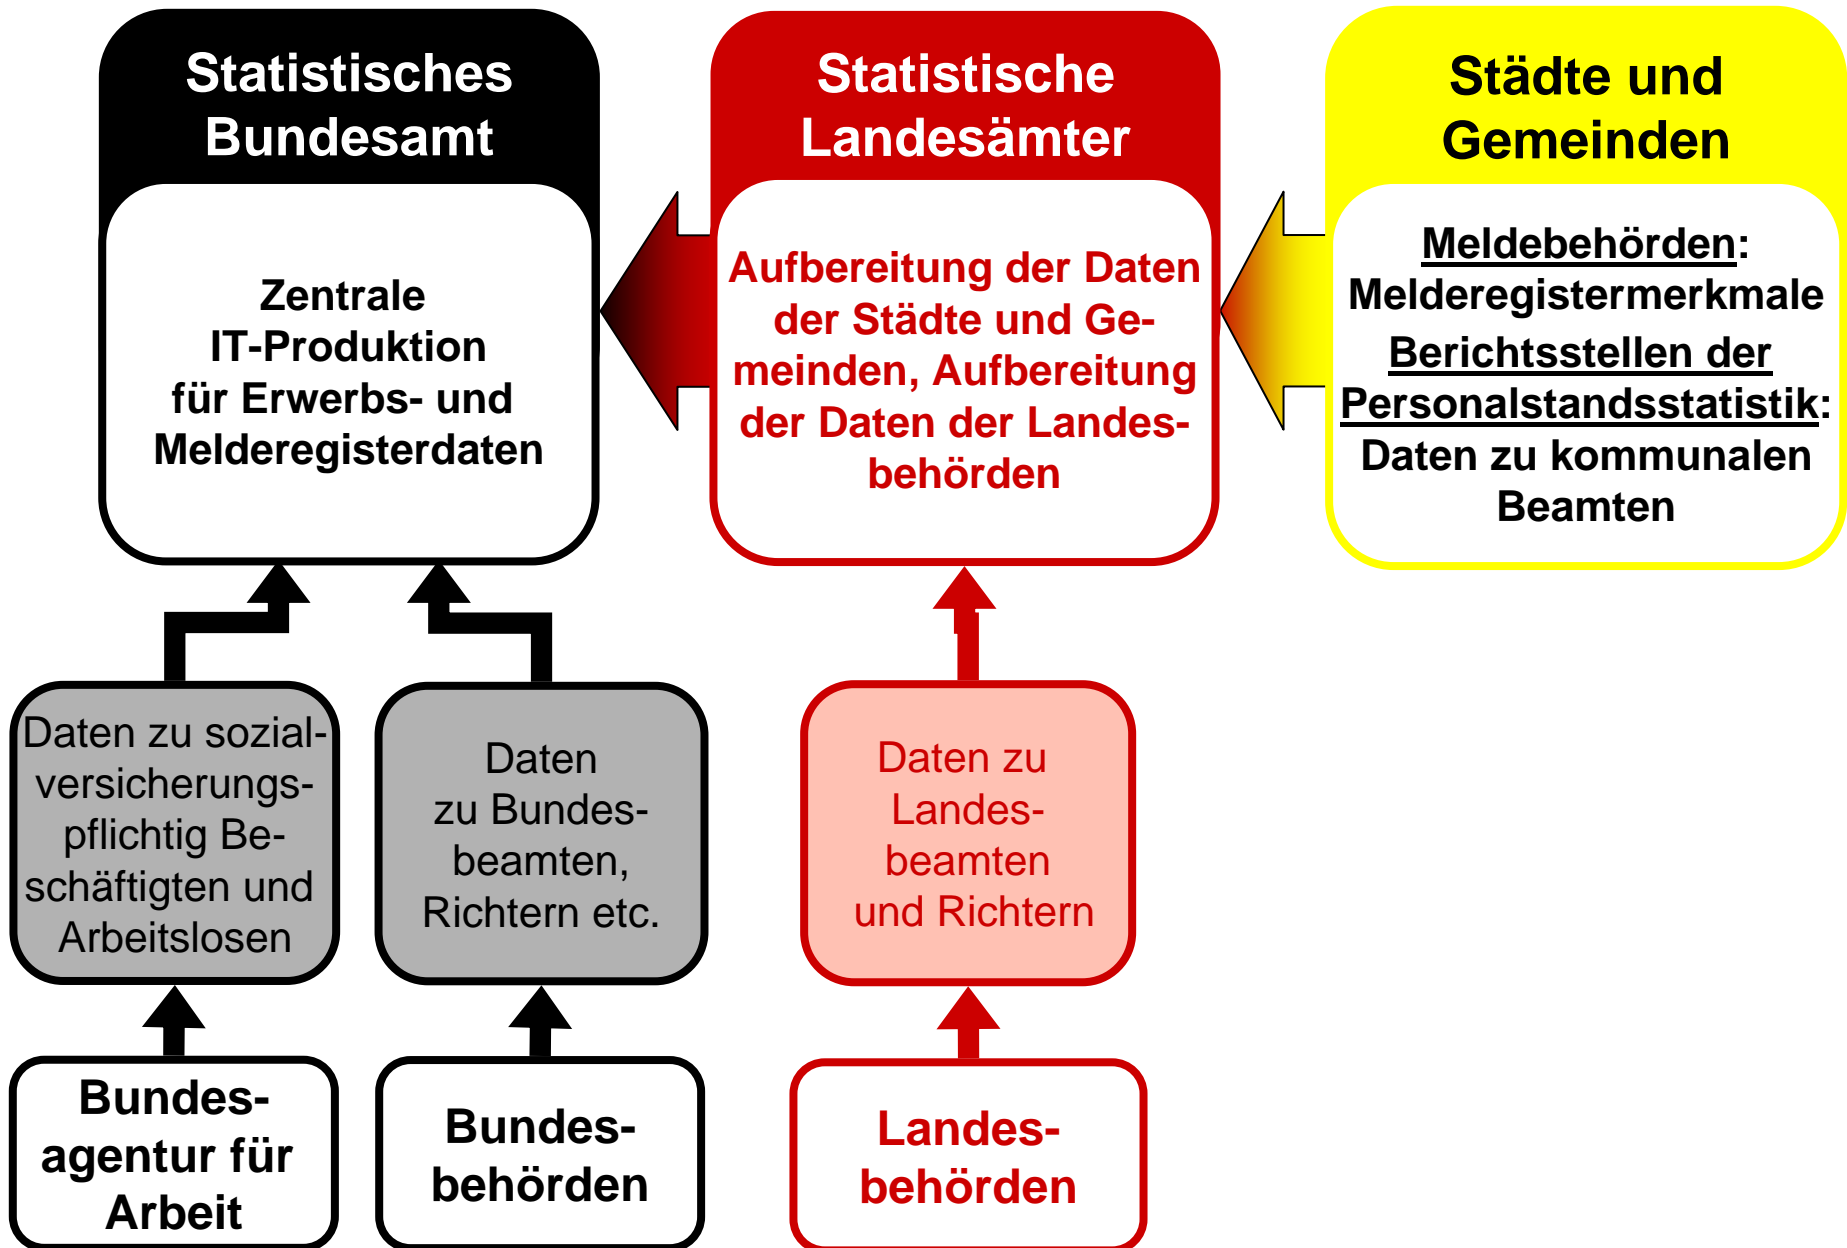 Statistisches
Bundesamt
Zentrale
IT-Produktion
für Erwerbs- und
Melderegisterdaten
Statistische
Landesämter
Aufbereitung der Daten
der Städte und Ge-
meinden, Aufbereitung
der Daten der Landes-
behörden
Städte und
Gemeinden
Meldebehörden:
Melderegistermerkmale
Berichtsstellen der
Personalstandsstatistik:
Daten zu kommunalen
Beamten
Daten zu sozial-
versicherungs-
pflichtig Be-
schäftigten und
Arbeitslosen
Daten
zu Bundes-
beamten,
Richtern etc.
Daten zu
Landes-
beamten
und Richtern
Bundes-
agentur für
Arbeit
Bundes-
behörden
Landes-
behörden